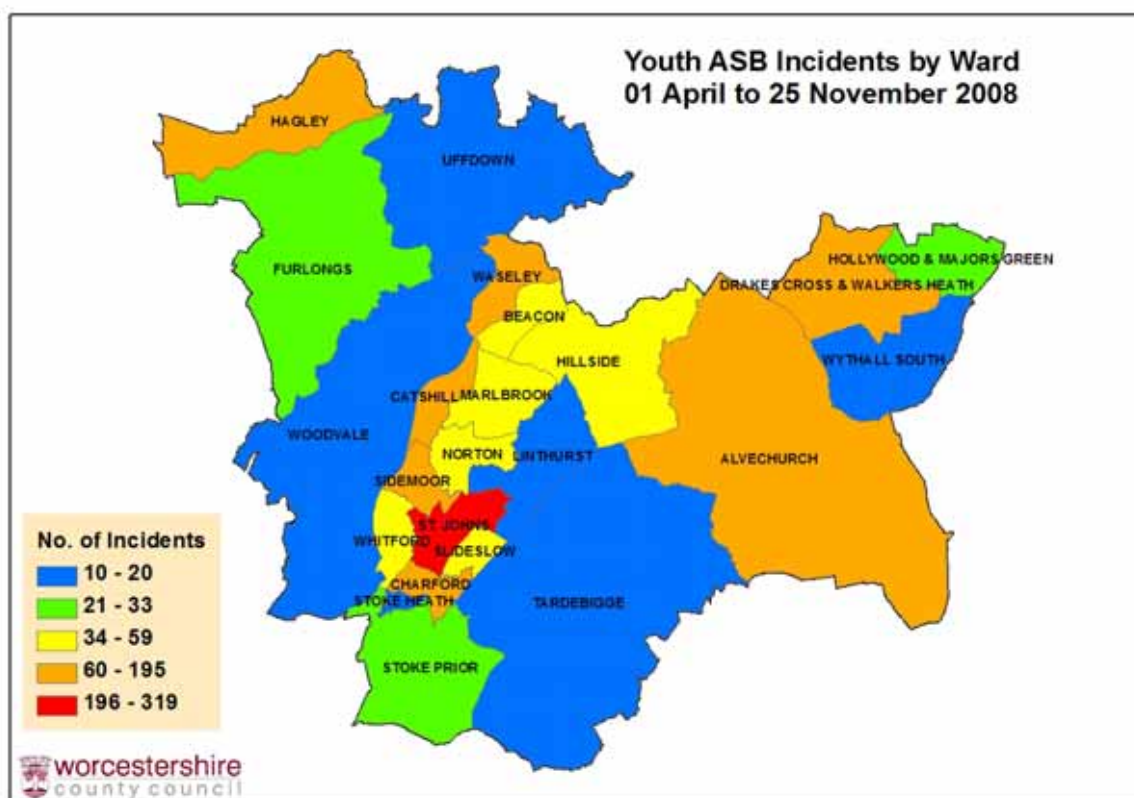 Youth ASB Incidents by Ward
01 April to 25 November 2008
HAGLEY
UFFDOWN
FURLONGS
WASELEY
HOLLYWOOD & MAJORS GREEN
DRAKES CROSS & WALKERS HEATH
BEACON
HILLSIDE
WYTHALL SOUTH
CATSHILL
MARLBROOK
WOODVALE
NORTON
LINTHURST
ALVECHURCH
SIDEMOOR
ST. JOHNS
WHITFORD
SLIDESLOW
CHARFORD
STOKE HEATH
TARDEBIGGE
STOKE PRIOR
No. of Incidents
10 - 20
21 - 33
34 - 59
60 - 195
196 - 319
worcestershire
county council